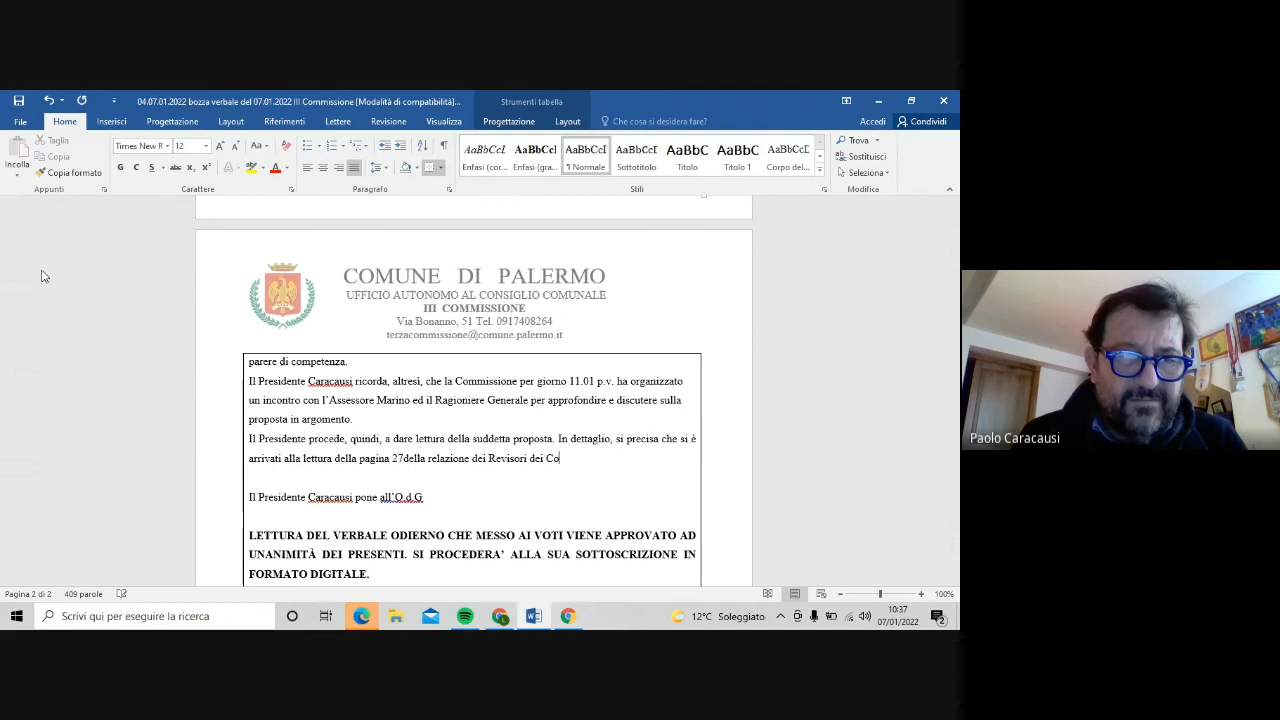 04.07.01.2022 bozza verbale del 07.01.2022 III Commissione [Modalità di compatibilità]...
Strumenti tabella
File Home Inserisci Progettazione Layout Riferimenti Lettere Revisione Visualizza Progettazione Layout Che cosa si desidera fare? Accedi Condividi
Incolla
Taglia
Copia
Copia formato
Appunti
Times New R 12
Aa
G C S abc x₂ x² A A
Carattere
Paragrafo
AaBbCcL AaBbCc AaBbCcI AaBbCcI AaBbC AaBbC AaBbCcDc
Enfasi (cor... Enfasi (gra... ¶ Normale Sottotitolo Titolo Titolo 1 Corpo del...
Stili
Trova
Sostituisci
Seleziona
Modifica
COMUNE DI PALERMO
UFFICIO AUTONOMO AL CONSIGLIO COMUNALE
III COMMISSIONE
Via Bonanno, 51 Tel. 0917408264
terzacommissione@comune.palermo.it
parere di competenza.
Il Presidente Caracausi ricorda, altresì, che la Commissione per giorno 11.01 p.v. ha organizzato
un incontro con l’Assessore Marino ed il Ragioniere Generale per approfondire e discutere sulla
proposta in argomento.
Il Presidente procede, quindi, a dare lettura della suddetta proposta. In dettaglio, si precisa che si è
arrivati alla lettura della pagina 27della relazione dei Revisori dei Co
Il Presidente Caracausi pone all’O.d.G
LETTURA DEL VERBALE ODIERNO CHE MESSO AI VOTI VIENE APPROVATO AD
UNANIMITÀ DEI PRESENTI. SI PROCEDERA’ ALLA SUA SOTTOSCRIZIONE IN
FORMATO DIGITALE.
Pagina 2 di 2 409 parole 100%
Scrivi qui per eseguire la ricerca
12°C Soleggiato
10:37
07/01/2022
2
Paolo Caracausi